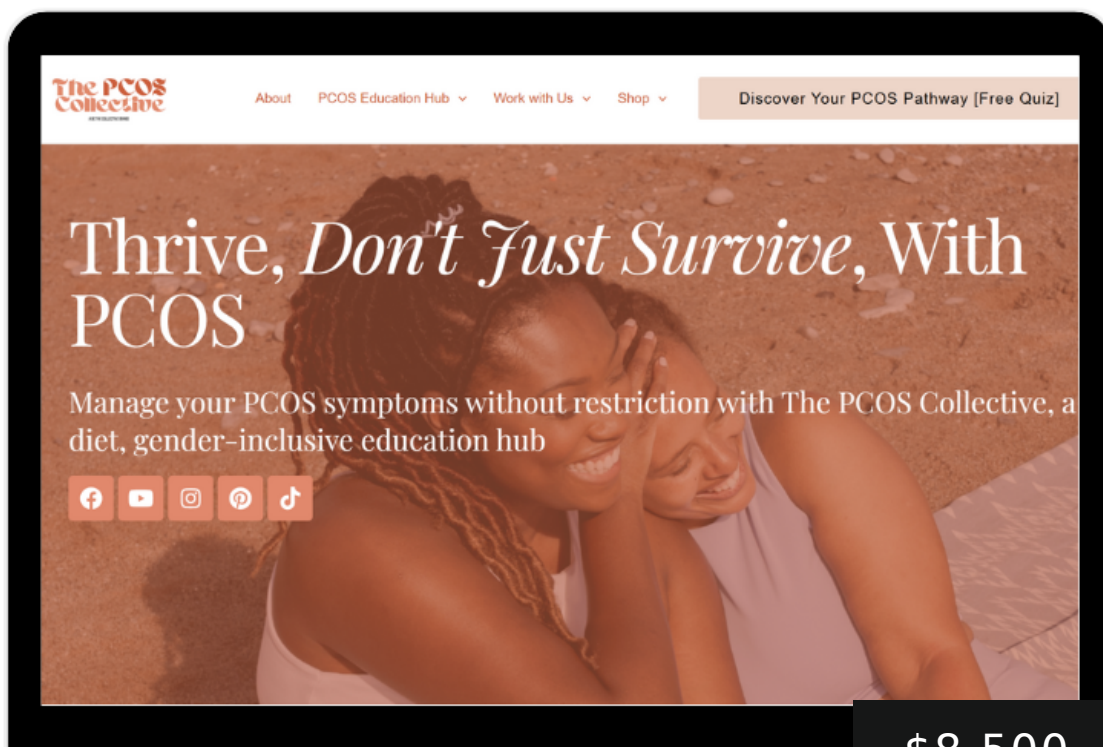 The PCOS
Collective
About
PCOS Education Hub
Work with Us
Shop
Discover Your PCOS Pathway [Free Quiz]
Thrive, Don't Just Survive, With
PCOS
Manage your PCOS symptoms without restriction with The PCOS Collective, a
diet, gender-inclusive education hub
$8,500